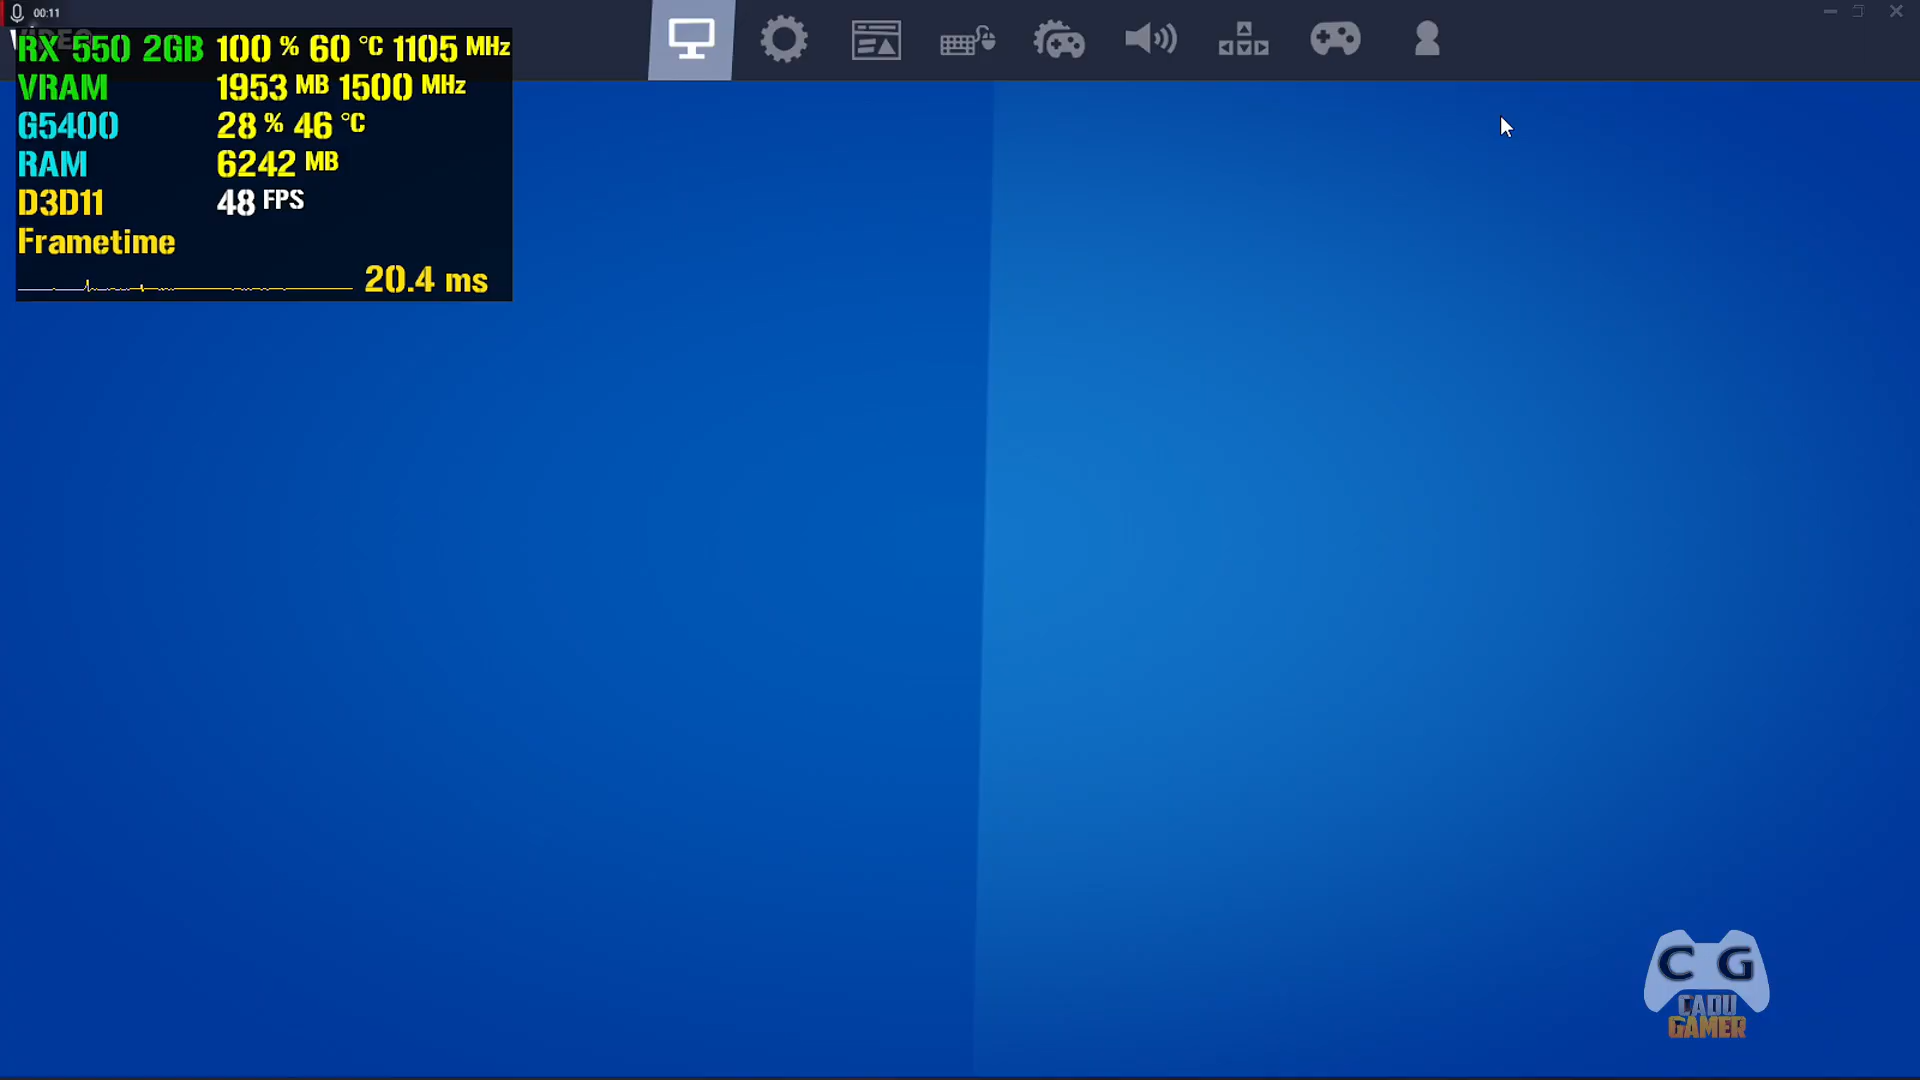 00:11
RX 550 2GB 100 % 60 °C 1105 MHz
VRAM 1953 MB 1500 MHz
G5400 28 % 46 °C
RAM 6242 MB
D3D11 48 FPS
Frametime
20.4 ms
C G
CADU
GAMER